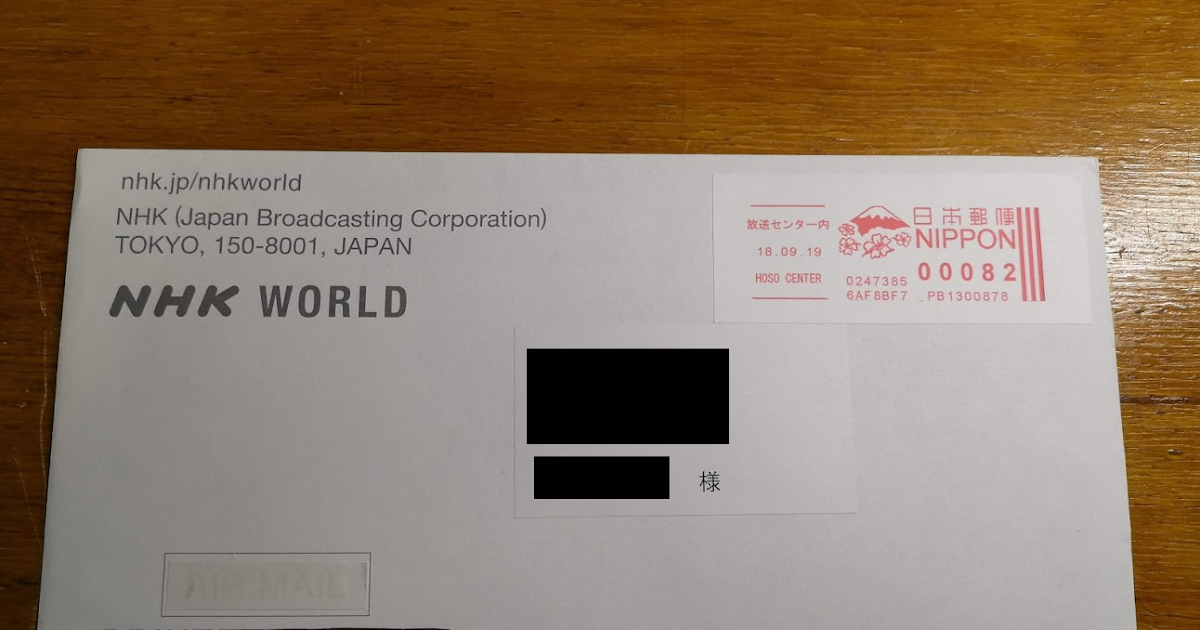 nhk.jp/nhkworld
NHK (Japan Broadcasting Corporation)
TOKYO, 150-8001, JAPAN
NHK WORLD
放送センター内
18.09.19
HOSO CENTER
日本郵便
NIPPON
00082
0247385
6AF8BF7 PB1300878
様
AIR MAIL